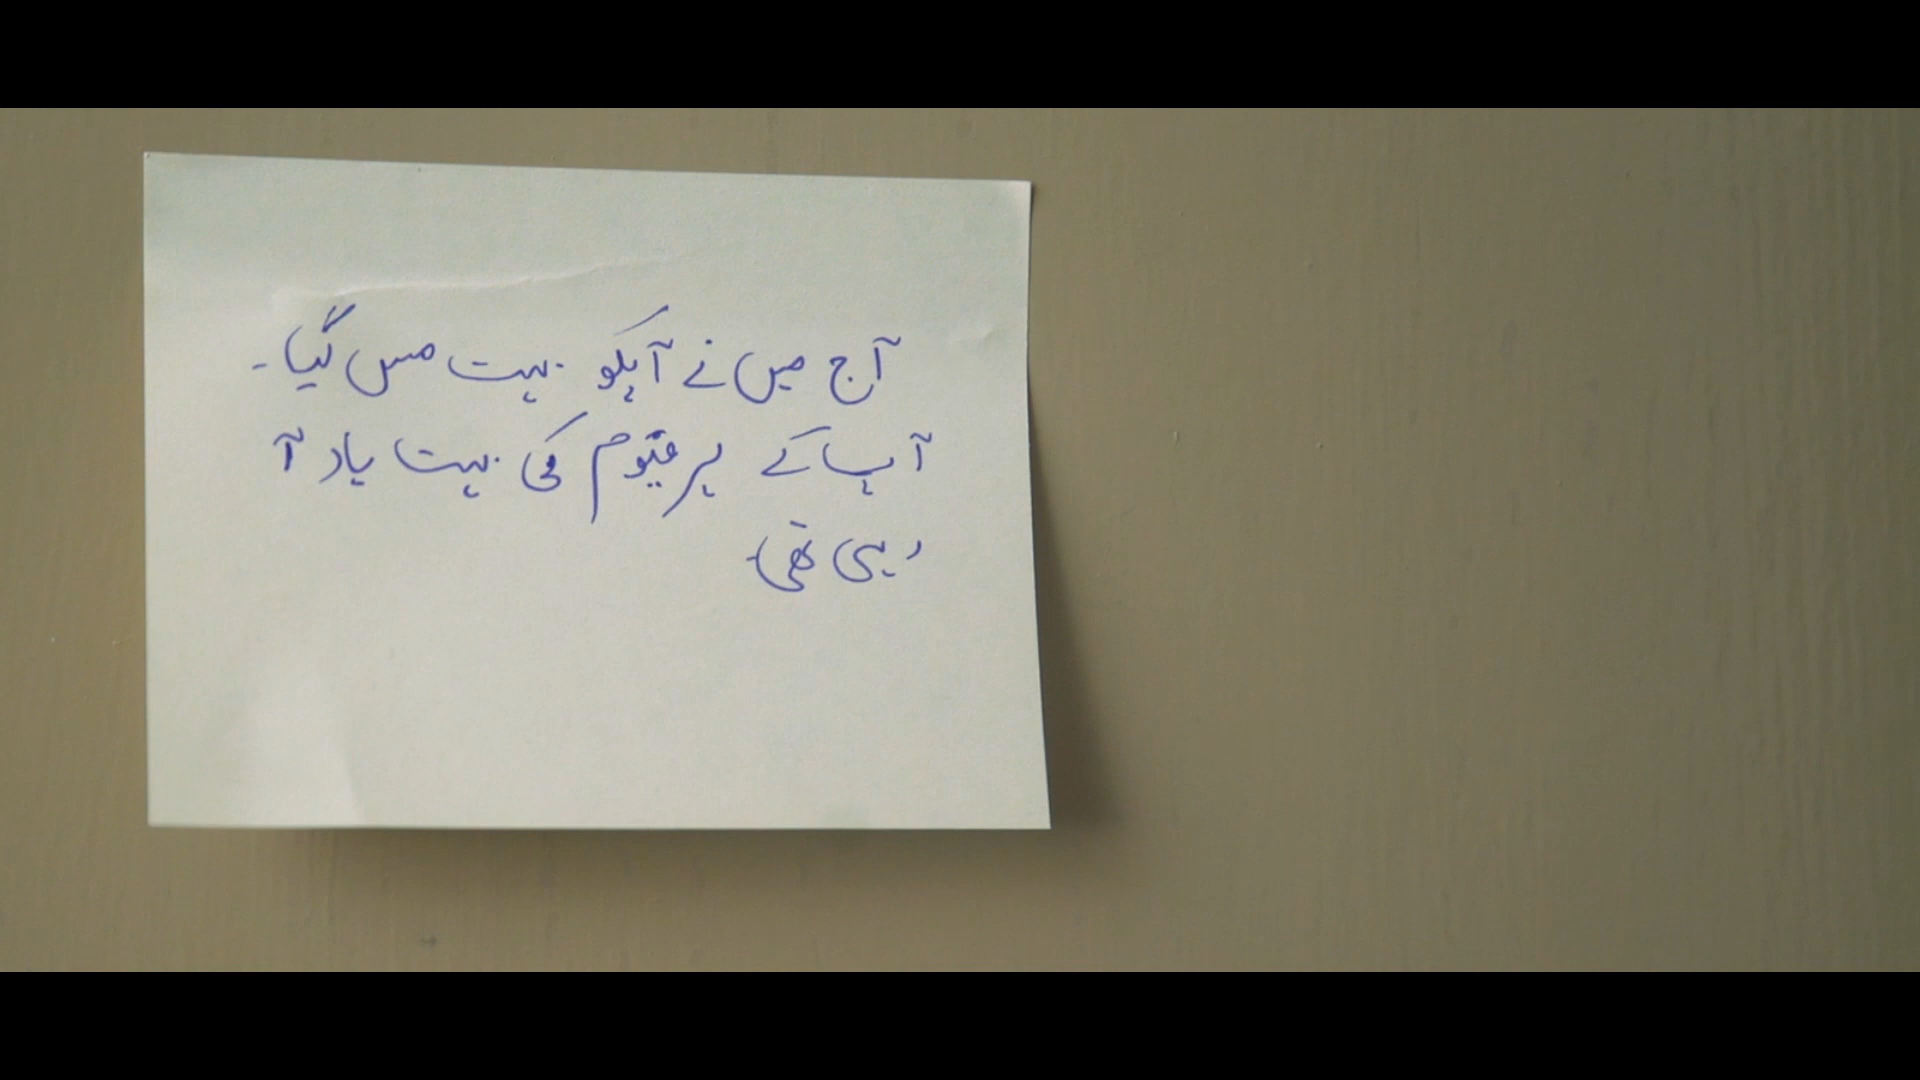 آج میں نے آپکو بہت مس کیا۔
آپ کے پرفیوم کی بہت یاد آ
رہی تھی۔